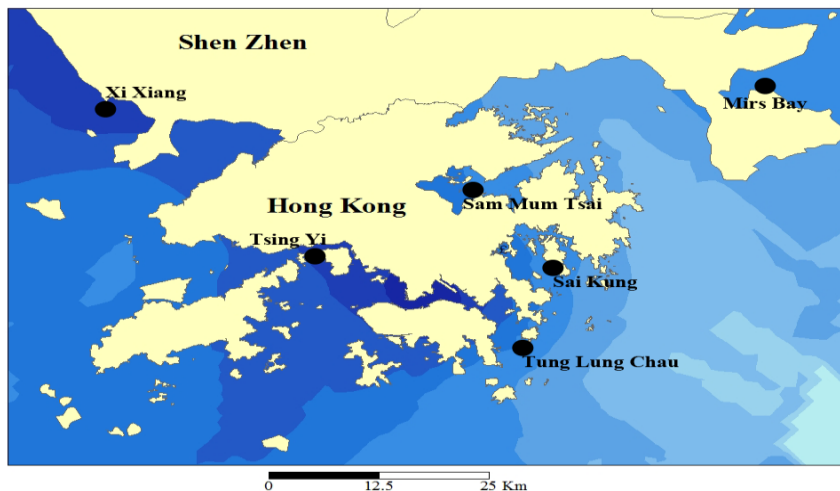 Shen Zhen
Xi Xiang
Mirs Bay
Sam Mum Tsai
Hong Kong
Tsing Yi
Sai Kung
Tung Lung Chau
0 12.5 25 Km